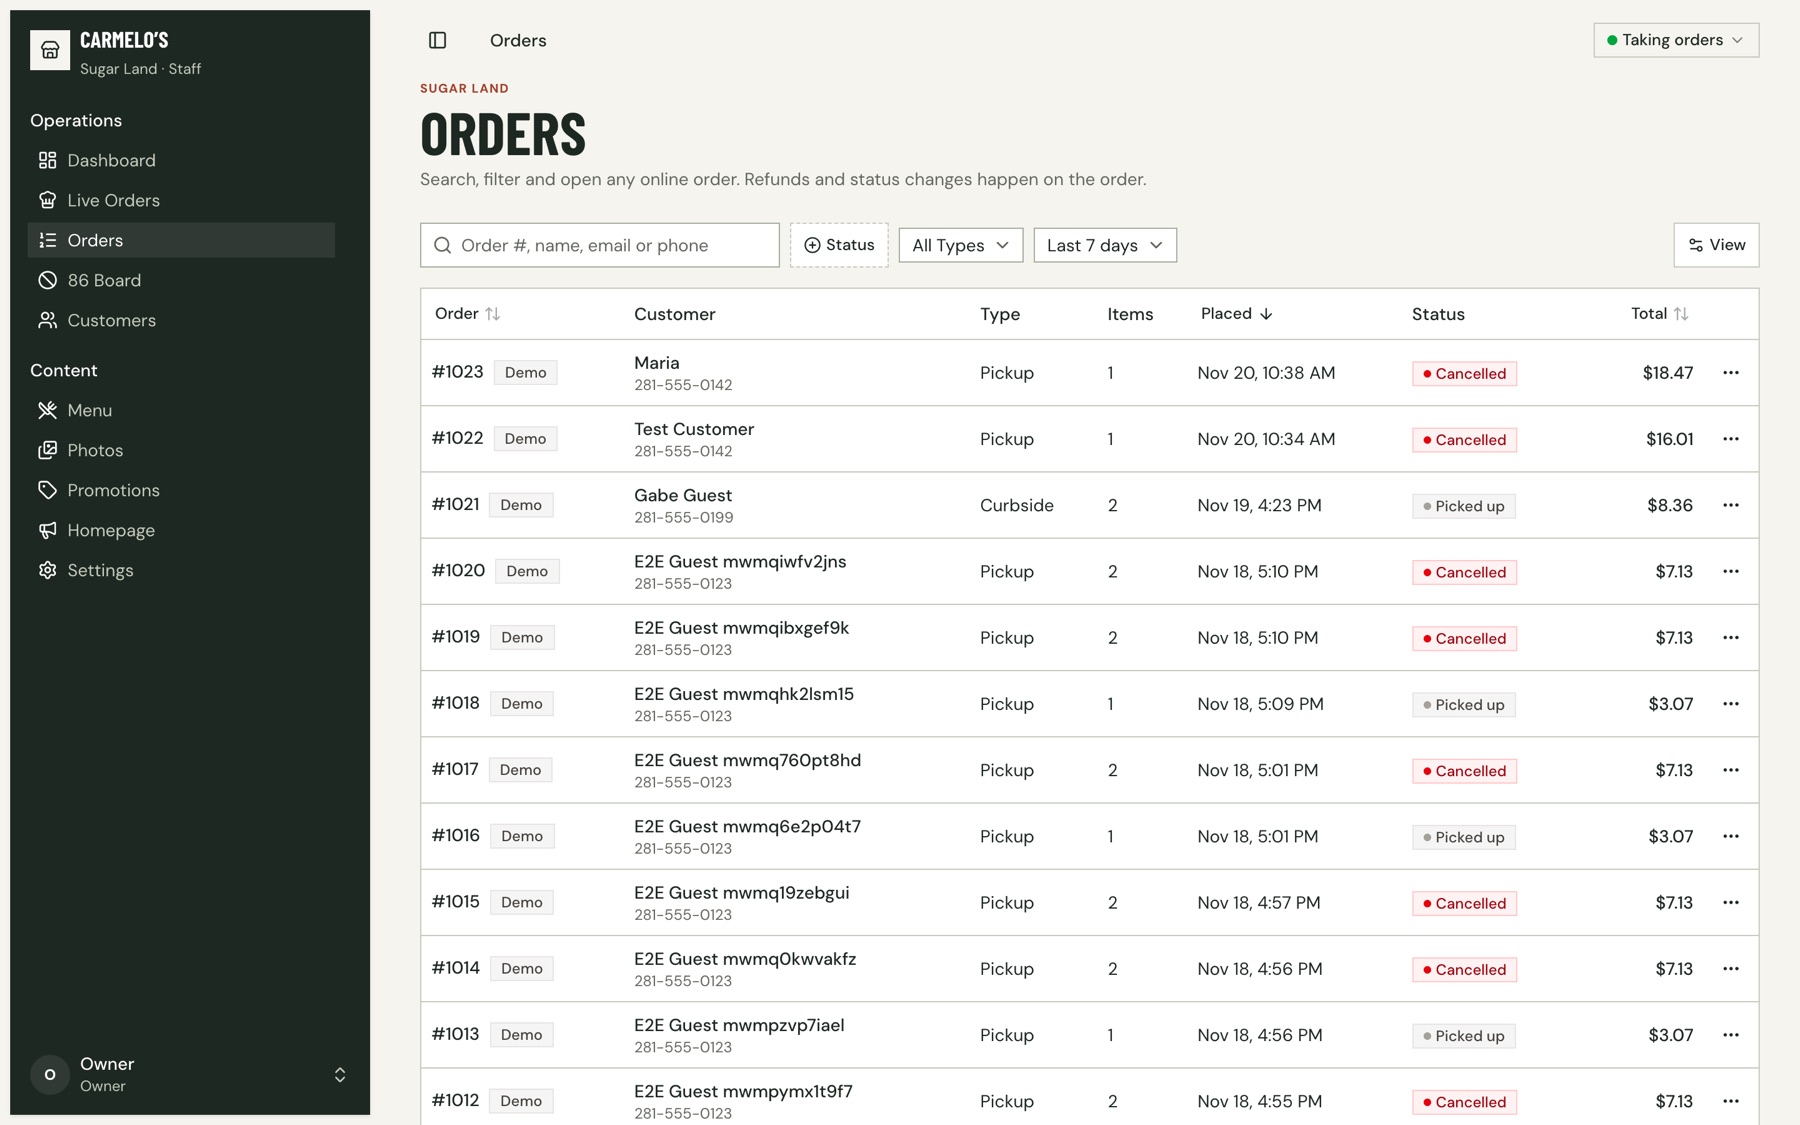 CARMELO'S
Sugar Land · Staff
Operations
Dashboard
Live Orders
Orders
86 Board
Customers
Content
Menu
Photos
Promotions
Homepage
Settings
O
Owner
Owner
Orders
Taking orders
SUGAR LAND
ORDERS
Search, filter and open any online order. Refunds and status changes happen on the order.
Order #, name, email or phone
Status
All Types
Last 7 days
View
Order Customer Type Items Placed Status Total
#1023 Demo Maria Pickup 1 Nov 20, 10:38 AM Cancelled $18.47
281-555-0142
#1022 Demo Test Customer Pickup 1 Nov 20, 10:34 AM Cancelled $16.01
281-555-0142
#1021 Demo Gabe Guest Curbside 2 Nov 19, 4:23 PM Picked up $8.36
281-555-0199
#1020 Demo E2E Guest mwmqiwfv2jns Pickup 2 Nov 18, 5:10 PM Cancelled $7.13
281-555-0123
#1019 Demo E2E Guest mwmqibxgef9k Pickup 2 Nov 18, 5:10 PM Cancelled $7.13
281-555-0123
#1018 Demo E2E Guest mwmqhk2lsm15 Pickup 1 Nov 18, 5:09 PM Picked up $3.07
281-555-0123
#1017 Demo E2E Guest mwmq760pt8hd Pickup 2 Nov 18, 5:01 PM Cancelled $7.13
281-555-0123
#1016 Demo E2E Guest mwmq6e2p04t7 Pickup 1 Nov 18, 5:01 PM Picked up $3.07
281-555-0123
#1015 Demo E2E Guest mwmq19zebgui Pickup 2 Nov 18, 4:57 PM Cancelled $7.13
281-555-0123
#1014 Demo E2E Guest mwmq0kwvakfz Pickup 2 Nov 18, 4:56 PM Cancelled $7.13
281-555-0123
#1013 Demo E2E Guest mwmpzvp7iael Pickup 1 Nov 18, 4:56 PM Picked up $3.07
281-555-0123
#1012 Demo E2E Guest mwmpymx1t9f7 Pickup 2 Nov 18, 4:55 PM Cancelled $7.13
281-555-0123